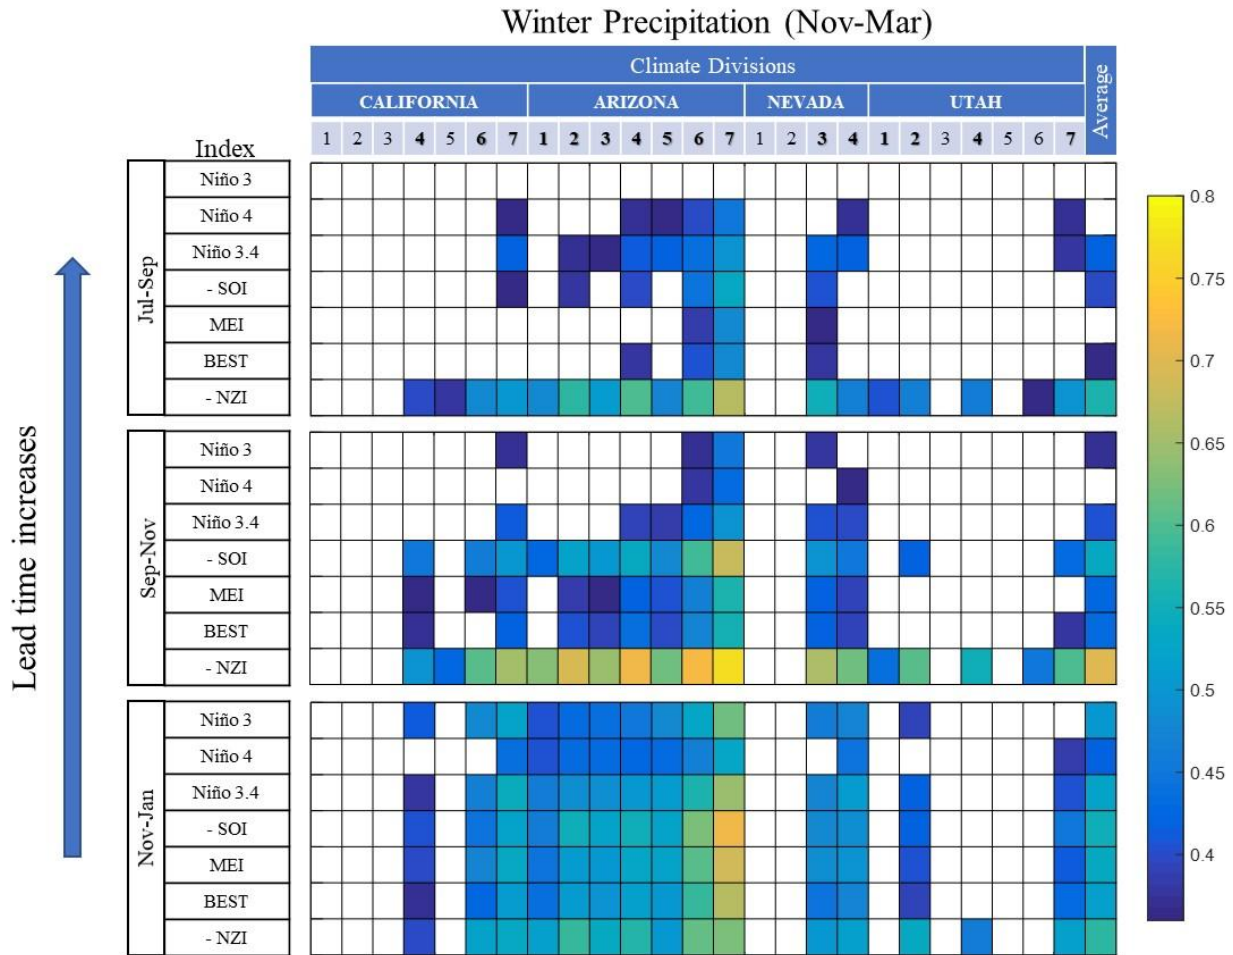 Winter Precipitation (Nov-Mar)
Climate Divisions
Average
CALIFORNIA ARIZONA NEVADA UTAH
Index 1 2 3 4 5 6 7 1 2 3 4 5 6 7 1 2 3 4 1 2 3 4 5 6 7
Lead time increases
Jul-Sep
Niño 3
Niño 4
Niño 3.4
- SOI
MEI
BEST
- NZI
Sep-Nov
Niño 3
Niño 4
Niño 3.4
- SOI
MEI
BEST
- NZI
Nov-Jan
Niño 3
Niño 4
Niño 3.4
- SOI
MEI
BEST
- NZI
0.8
0.75
0.7
0.65
0.6
0.55
0.5
0.45
0.4